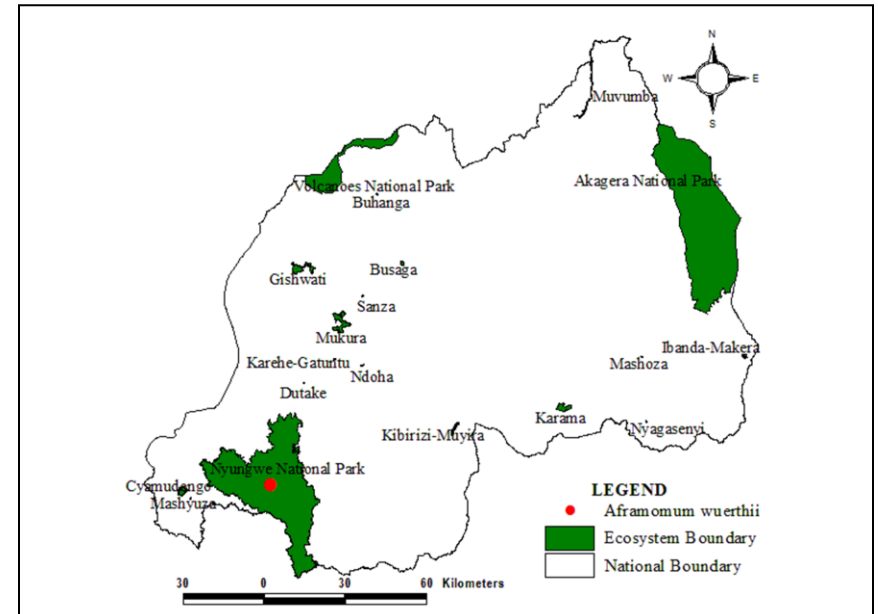 N
W E
S
Muvumba
Volcanoes National Park
Akagera National Park
Buhanga
Gishwati
Busaga
Sanza
Mukura
Ibanda-Makera
Karehe-Gaturitu
Mashoza
Ndoha
Dutake
Karama
Kibirizi-Muyira
Nyagasenyi
Nyungwe National Park
Cyamudongo
Mashyuza
LEGEND
Aframomum wuerthii
Ecosystem Boundary
National Boundary
30 0 30 60 Kilometers